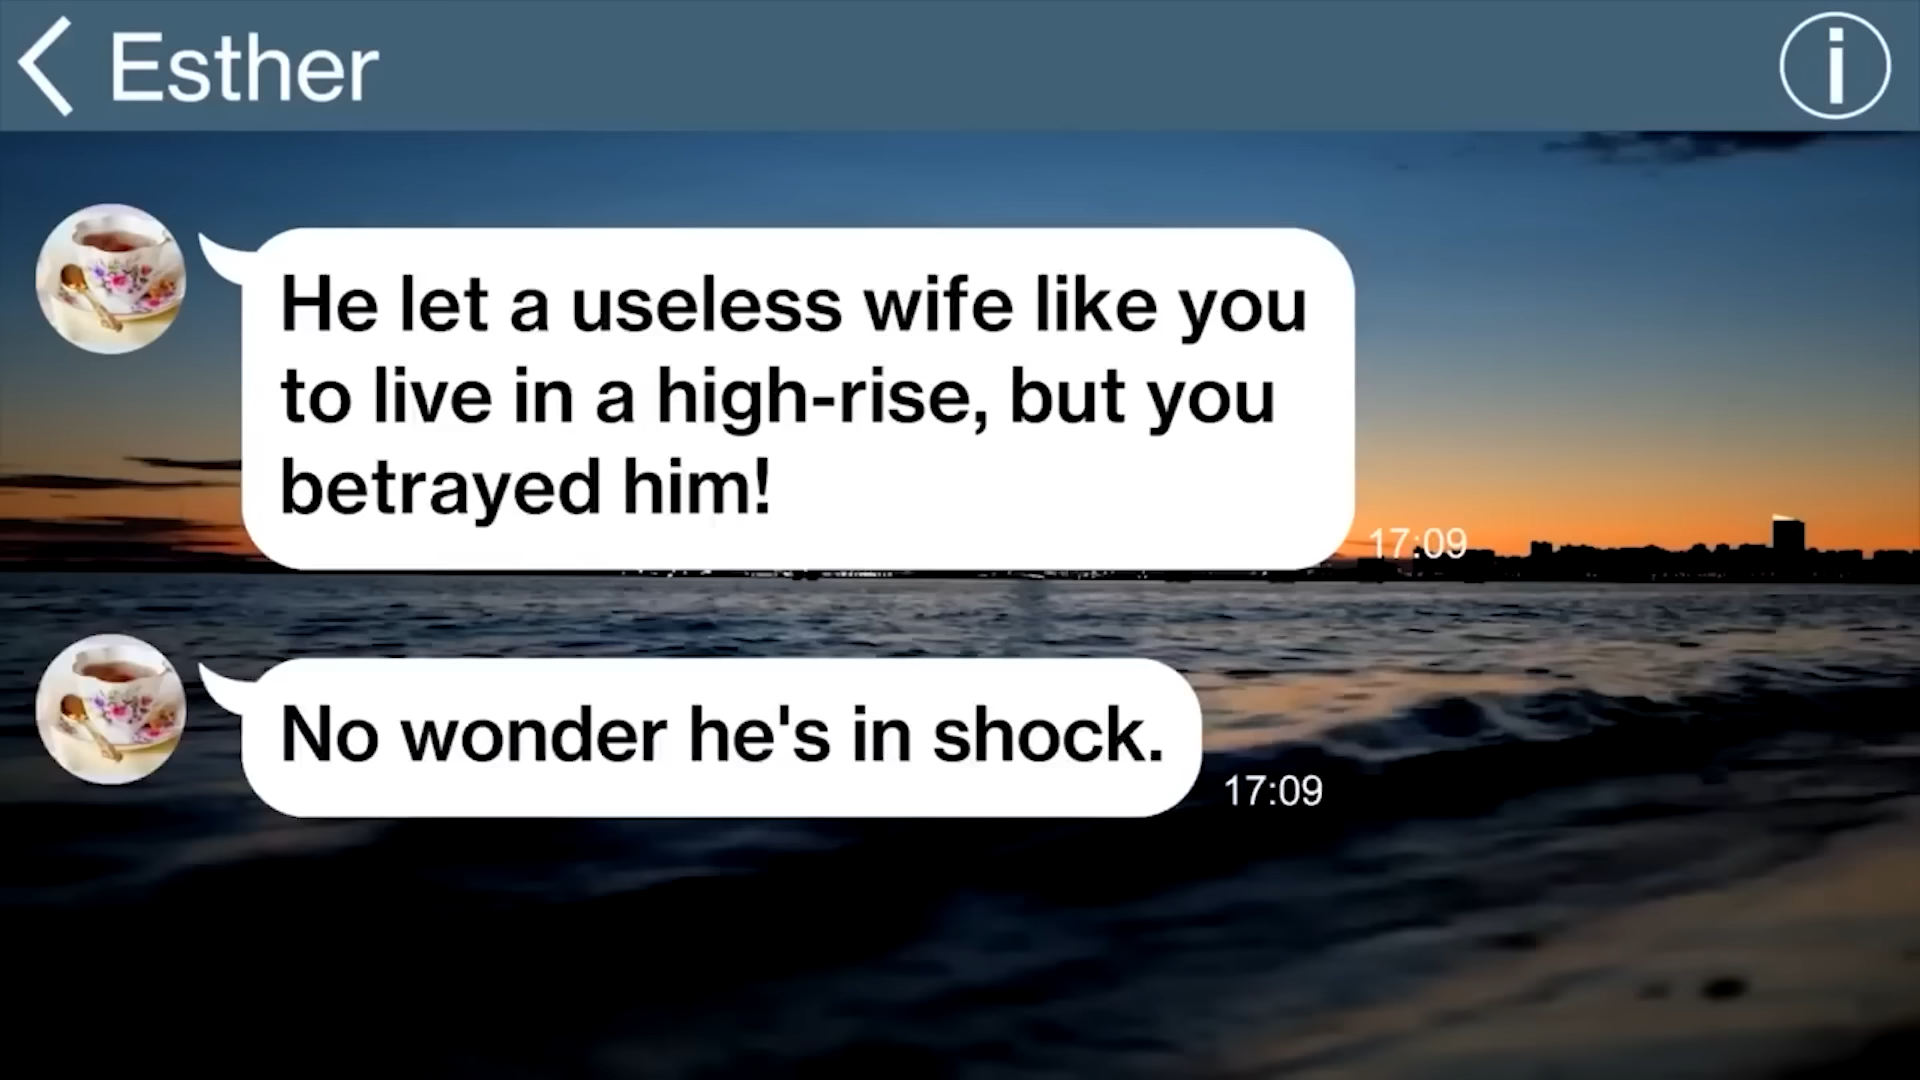 Esther
He let a useless wife like you
to live in a high-rise, but you
betrayed him!
17:09
No wonder he's in shock.
17:09